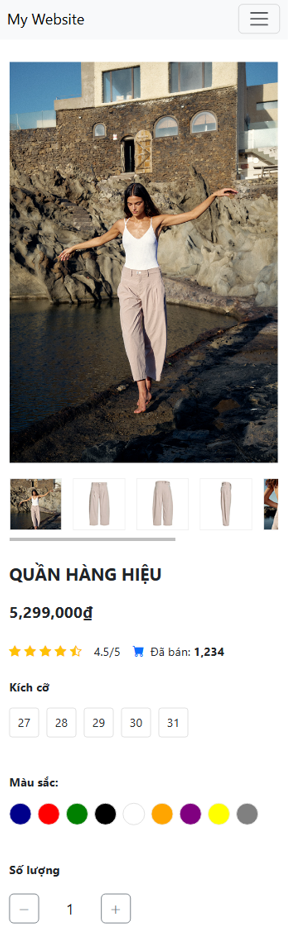 My Website
QUẦN HÀNG HIỆU
5,299,000₫
4.5/5 Đã bán: 1,234
Kích cỡ
27 28 29 30 31
Màu sắc:
Số lượng
− 1 +